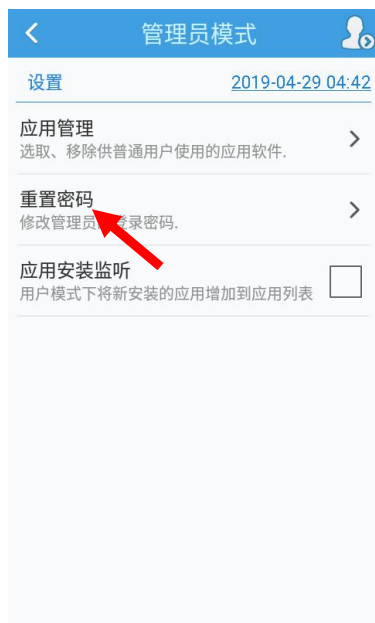 管理员模式
设置 2019-04-29 04:42
应用管理
选取、移除供普通用户使用的应用软件.
重置密码
修改管理员 登录密码.
应用安装监听
用户模式下将新安装的应用增加到应用列表